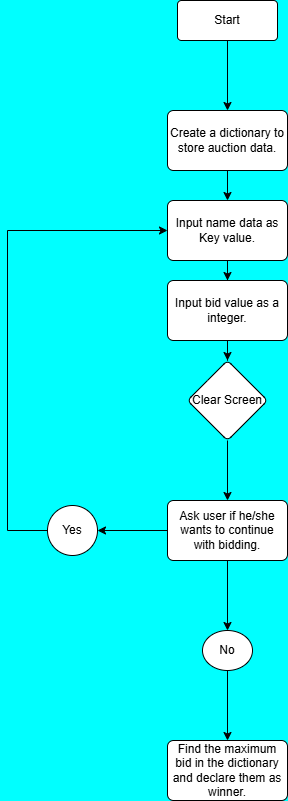 Start
Create a dictionary to
store auction data.
Input name data as
Key value.
Input bid value as a
integer.
Clear Screen
Ask user if he/she
wants to continue
with bidding.
Yes
No
Find the maximum
bid in the dictionary
and declare them as
winner.